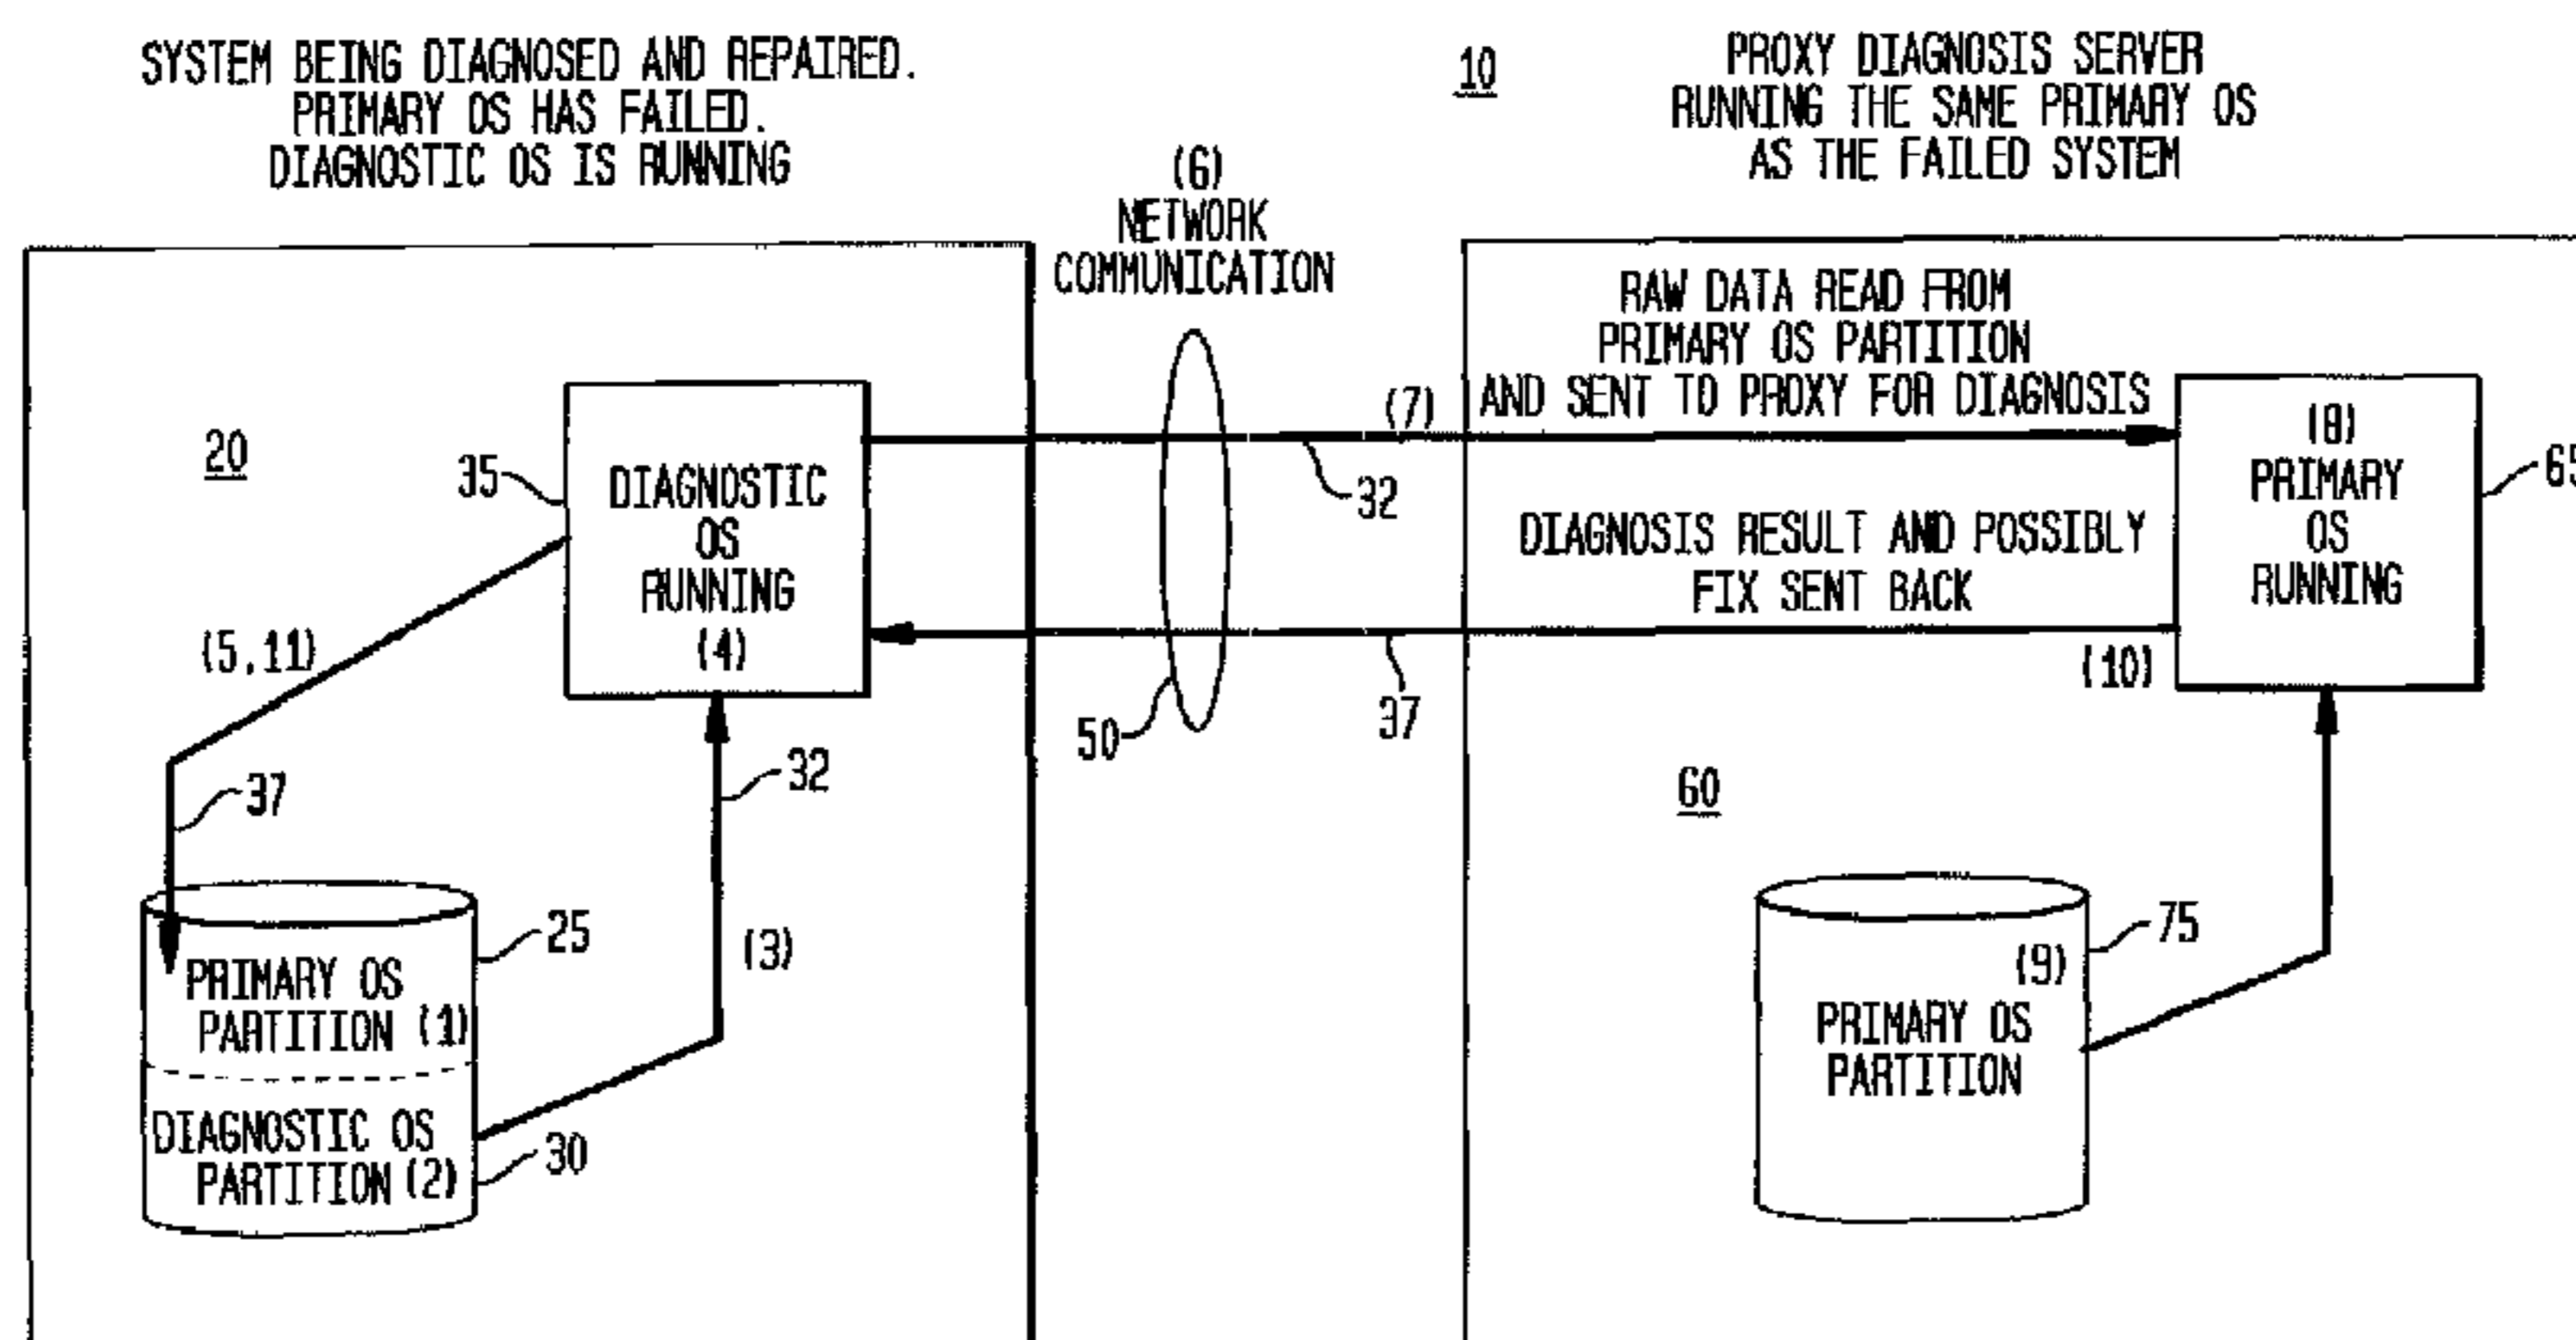 SYSTEM BEING DIAGNOSED AND REPAIRED.
PRIMARY OS HAS FAILED.
DIAGNOSTIC OS IS RUNNING
10
PROXY DIAGNOSIS SERVER
RUNNING THE SAME PRIMARY OS
AS THE FAILED SYSTEM
(6)
NETWORK
COMMUNICATION
20
35
DIAGNOSTIC
OS
RUNNING
(4)
(5,11)
37
32
(3)
25
PRIMARY OS
PARTITION (1)
DIAGNOSTIC OS
PARTITION (2)
30
50
(7)
32
37
RAW DATA READ FROM
PRIMARY OS PARTITION
AND SENT TO PROXY FOR DIAGNOSIS
DIAGNOSIS RESULT AND POSSIBLY
FIX SENT BACK
(10)
(8)
PRIMARY
OS
RUNNING
65
60
75
(9)
PRIMARY OS
PARTITION